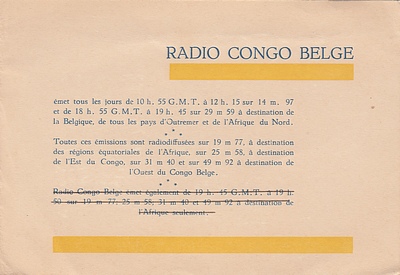 RADIO CONGO BELGE
émet tous les jours de 10 h. 55 G.M.T. à 12 h. 15 sur 14 m. 97
et de 18 h. 55 G.M.T. à 19 h. 45 sur 29 m 59 à destination de
la Belgique, de tous les pays d'Outremer et de l'Afrique du Nord.
* * *
Toutes ces émissions sont radiodiffusées sur 19 m 77, à destination
des régions équatoriales de l'Afrique, sur 25 m 58, à destination
de l'Est du Congo, sur 31 m 40 et sur 49 m 92 à destination de
l'Ouest du Congo Belge.
* * *
Radio Congo Belge émet également de 19 h. 45 G.M.T. à 19 h.
50 sur 19 m 77, 25 m 58, 31 m 40 et 49 m 92 à destination de
l'Afrique seulement.